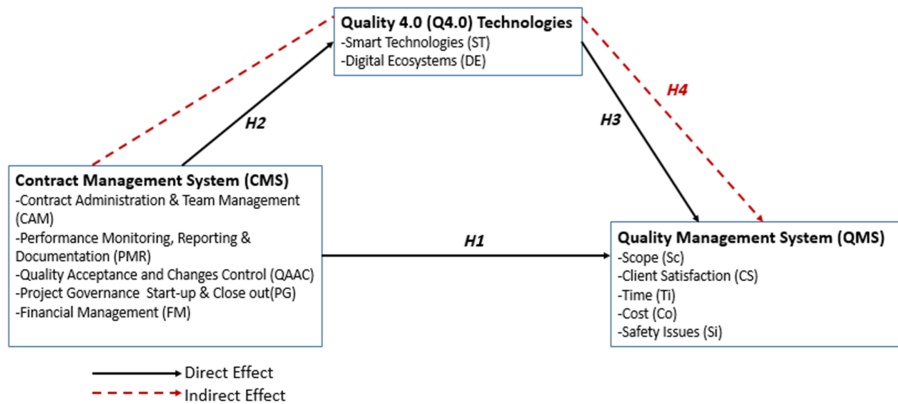 Quality 4.0 (Q4.0) Technologies
-Smart Technologies (ST)
-Digital Ecosystems (DE)
H2
H3
H4
Contract Management System (CMS)
-Contract Administration & Team Management
(CAM)
-Performance Monitoring, Reporting &
Documentation (PMR)
-Quality Acceptance and Changes Control (QAAC)
-Project Governance Start-up & Close out(PG)
-Financial Management (FM)
H1
Quality Management System (QMS)
-Scope (Sc)
-Client Satisfaction (CS)
-Time (Ti)
-Cost (Co)
-Safety Issues (Si)
Direct Effect
Indirect Effect